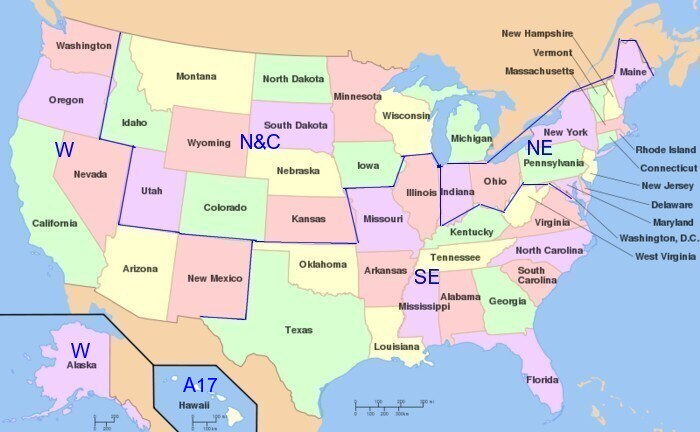 New Hampshire
Vermont
Massachusetts
Washington
Montana
North Dakota
Minnesota
Maine
Oregon
Idaho
Wyoming
South Dakota
Wisconsin
Michigan
New York
Rhode Island
W
N&C
NE
Connecticut
Nevada
Utah
Nebraska
Iowa
Illinois
Indiana
Ohio
Pennsylvania
New Jersey
California
Colorado
Kansas
Missouri
Kentucky
Virginia
Delaware
Maryland
Washington, D.C.
West Virginia
Arizona
New Mexico
Oklahoma
Arkansas
Tennessee
North Carolina
SE
South
Carolina
Texas
Louisiana
Mississippi
Alabama
Georgia
Florida
W
Alaska
A17
Hawaii